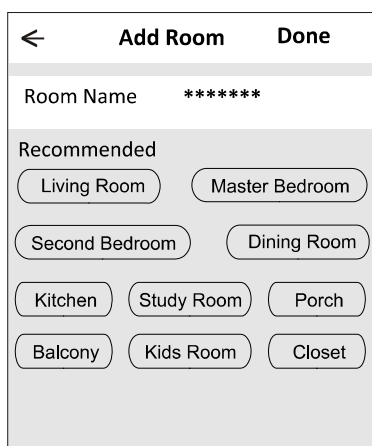 ← Add Room Done
Room Name *******
Recommended
Living Room Master Bedroom
Second Bedroom Dining Room
Kitchen Study Room Porch
Balcony Kids Room Closet